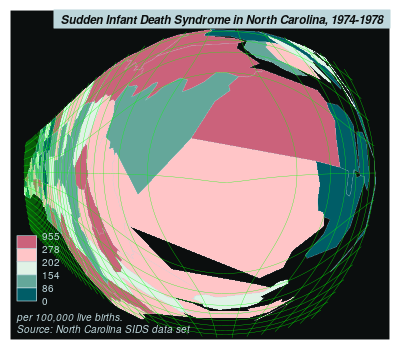 Sudden Infant Death Syndrome in North Carolina, 1974-1978
955
278
202
154
86
0
per 100,000 live births.
Source: North Carolina SIDS data set